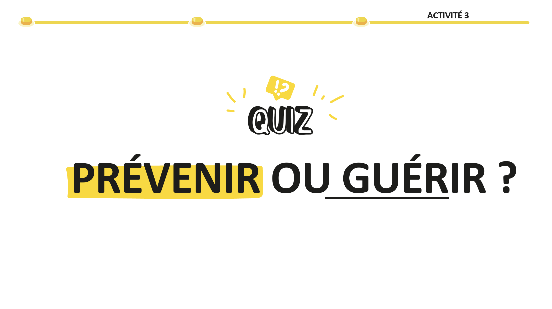 ACTIVITÉ 3
!?
QUIZ
PRÉVENIR OU GUÉRIR ?